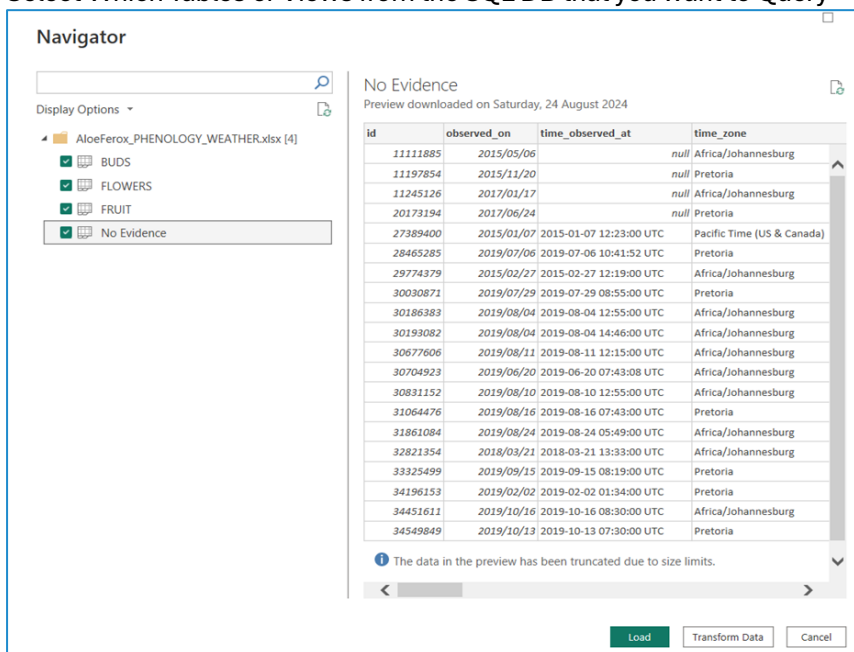 Select Which Tables or Views from the SQL DB that you want to Query
Navigator
Display Options
AloeFerox_PHENOLOGY_WEATHER.xlsx [4]
BUDS
FLOWERS
FRUIT
No Evidence
No Evidence
Preview downloaded on Saturday, 24 August 2024
id observed_on time_observed_at time_zone
11111885 2015/05/06 null Africa/Johannesburg
11197854 2015/11/20 null Pretoria
11245126 2017/01/17 null Africa/Johannesburg
20173194 2017/06/24 null Pretoria
27389400 2015/01/07 2015-01-07 12:23:00 UTC Pacific Time (US & Canada)
28465285 2019/07/06 2019-07-06 10:41:52 UTC Pretoria
29774379 2015/02/27 2015-02-27 12:19:00 UTC Africa/Johannesburg
30030871 2019/07/29 2019-07-29 08:55:00 UTC Pretoria
30186383 2019/08/04 2019-08-04 12:55:00 UTC Africa/Johannesburg
30193082 2019/08/04 2019-08-04 14:46:00 UTC Africa/Johannesburg
30677606 2019/08/11 2019-08-11 12:15:00 UTC Africa/Johannesburg
30704923 2019/06/20 2019-06-20 07:43:08 UTC Africa/Johannesburg
30831152 2019/08/10 2019-08-10 12:55:00 UTC Africa/Johannesburg
31064476 2019/08/16 2019-08-16 07:43:00 UTC Pretoria
31861084 2019/08/24 2019-08-24 05:49:00 UTC Africa/Johannesburg
32821354 2018/03/21 2018-03-21 13:33:00 UTC Africa/Johannesburg
33325499 2019/09/15 2019-09-15 08:19:00 UTC Pretoria
34196153 2019/02/02 2019-02-02 01:34:00 UTC Pretoria
34451611 2019/10/16 2019-10-16 08:30:00 UTC Africa/Johannesburg
34549849 2019/10/13 2019-10-13 07:30:00 UTC Pretoria
The data in the preview has been truncated due to size limits.
Load Transform Data Cancel